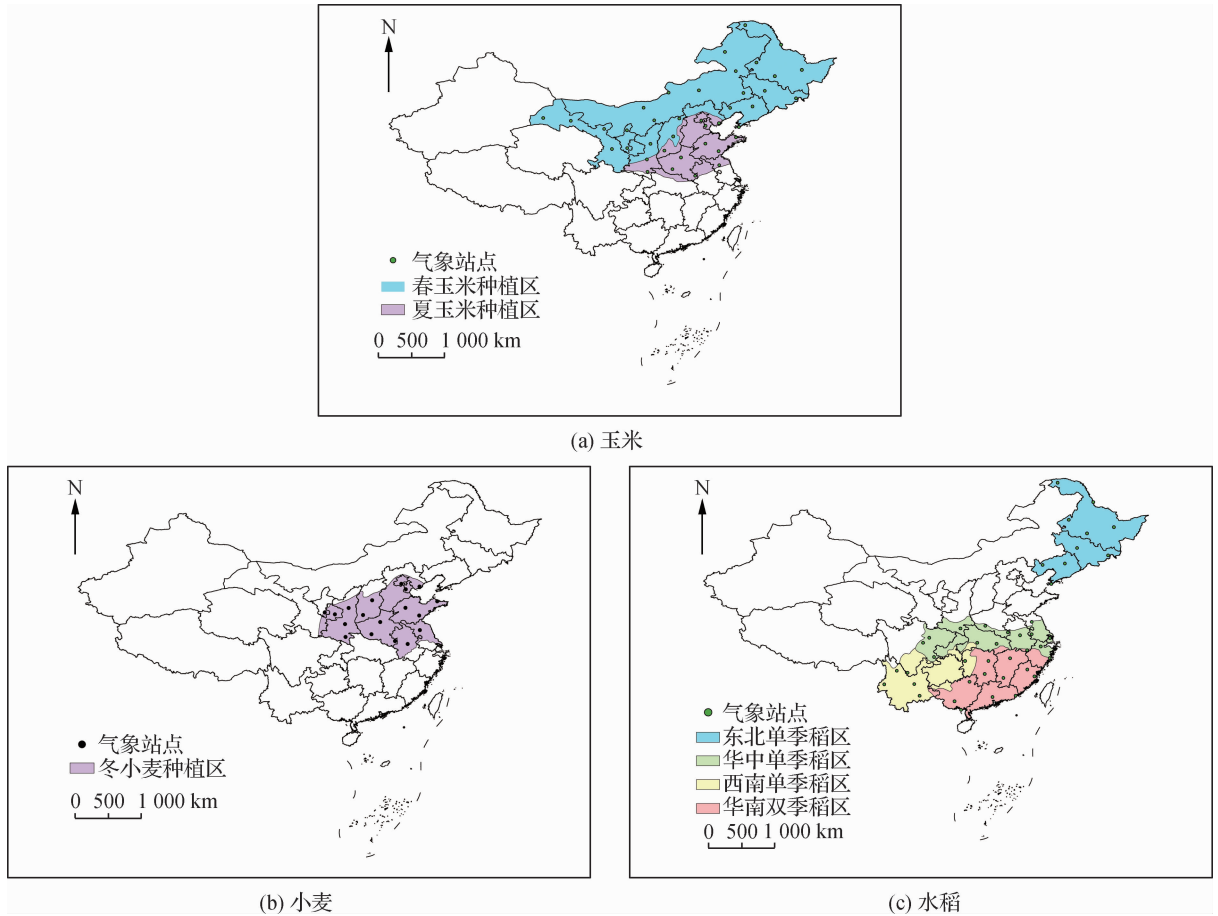 N
气象站点
春玉米种植区
夏玉米种植区
0 500 1 000 km
(a) 玉米
N
气象站点
冬小麦种植区
0 500 1 000 km
(b) 小麦
N
气象站点
东北单季稻区
华中单季稻区
西南单季稻区
华南双季稻区
0 500 1 000 km
(c) 水稻